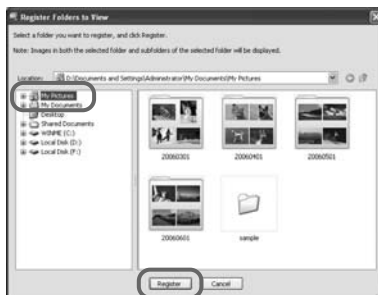 Register Folders to View
Select a folder you want to register, and click Register.
Note: Images in both the selected folder and subfolders of the selected folder will be displayed.
Location: D:\Documents and Settings\Administrator\My Documents\My Pictures
My Pictures
My Documents
Desktop
Shared Documents
WINME (C:)
Local Disk (D:)
Local Disk (F:)
20060301 20060401 20060501
20060601 sample
Register Cancel